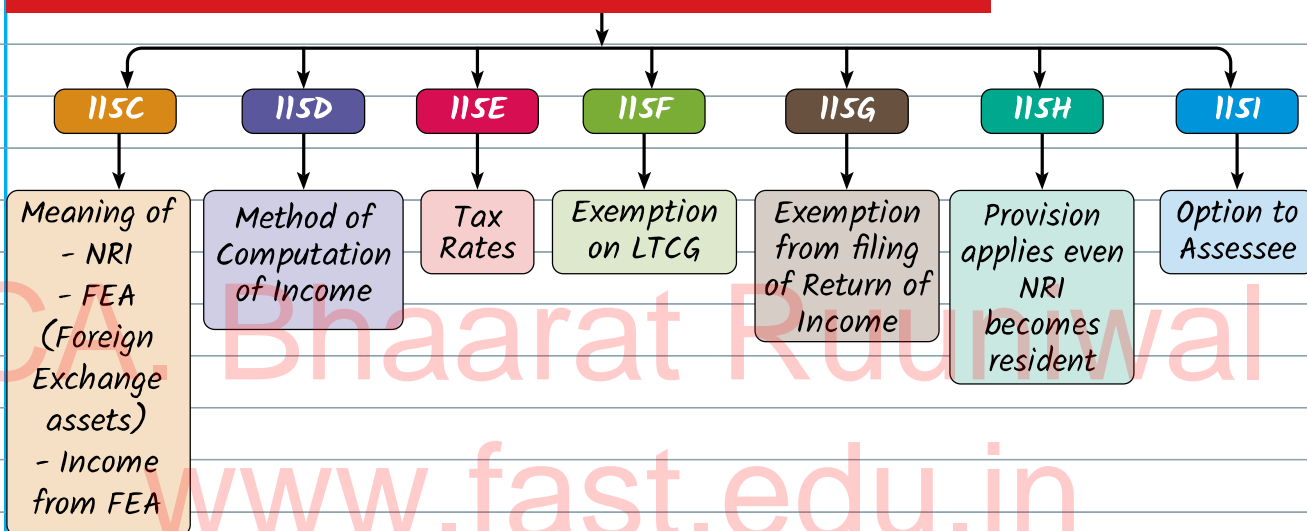 115C
115D
115E
115F
115G
115H
115I
Meaning of
- NRI
- FEA
(Foreign
Exchange
assets)
- Income
from FEA
Method of
Computation
of Income
Tax
Rates
Exemption
on LTCG
Exemption
from filing
of Return of
Income
Provision
applies even
NRI
becomes
resident
Option to
Assessee
CA. Bhaarat Ruuniwal
www.fast.edu.in